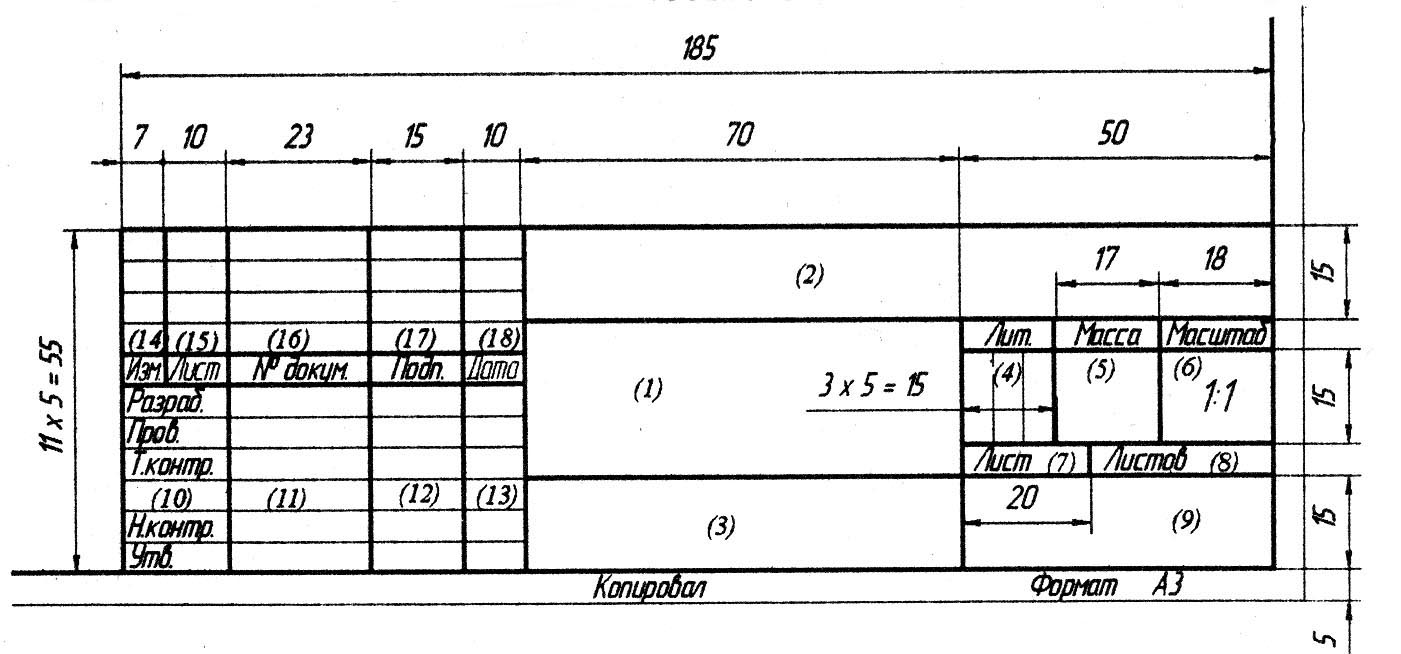 185
7 10 23 15 10 70 50
(2) 17 18 15
(14) (15) (16) (17) (18) Лит. Масса Масштаб
Изм. Лист № докум. Подп. Дата
11 x 5 = 55
(1) 3 x 5 = 15 (4) (5) (6) 1:1 15
Разраб.
Пров.
Т.контр. Лист (7) Листов (8)
(10) (11) (12) (13) 20
Н.контр. (3) (9) 15
Утв.
Копировал Формат А3
5